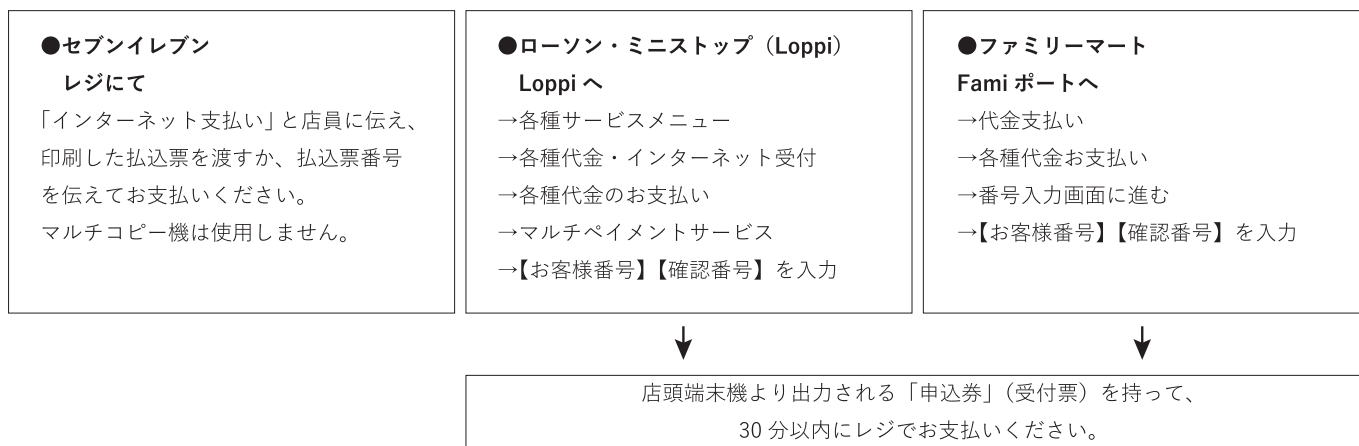 ●セブンイレブン
レジにて
「インターネット支払い」と店員に伝え、
印刷した払込票を渡すか、払込票番号
を伝えてお支払いください。
マルチコピー機は使用しません。
●ローソン・ミニストップ（Loppi）
Loppi へ
→各種サービスメニュー
→各種代金・インターネット受付
→各種代金のお支払い
→マルチペイメントサービス
→【お客様番号】【確認番号】を入力
●ファミリーマート
Fami ポートへ
→代金支払い
→各種代金お支払い
→番号入力画面に進む
→【お客様番号】【確認番号】を入力
店頭端末機より出力される「申込券」（受付票）を持って、
30 分以内にレジでお支払いください。